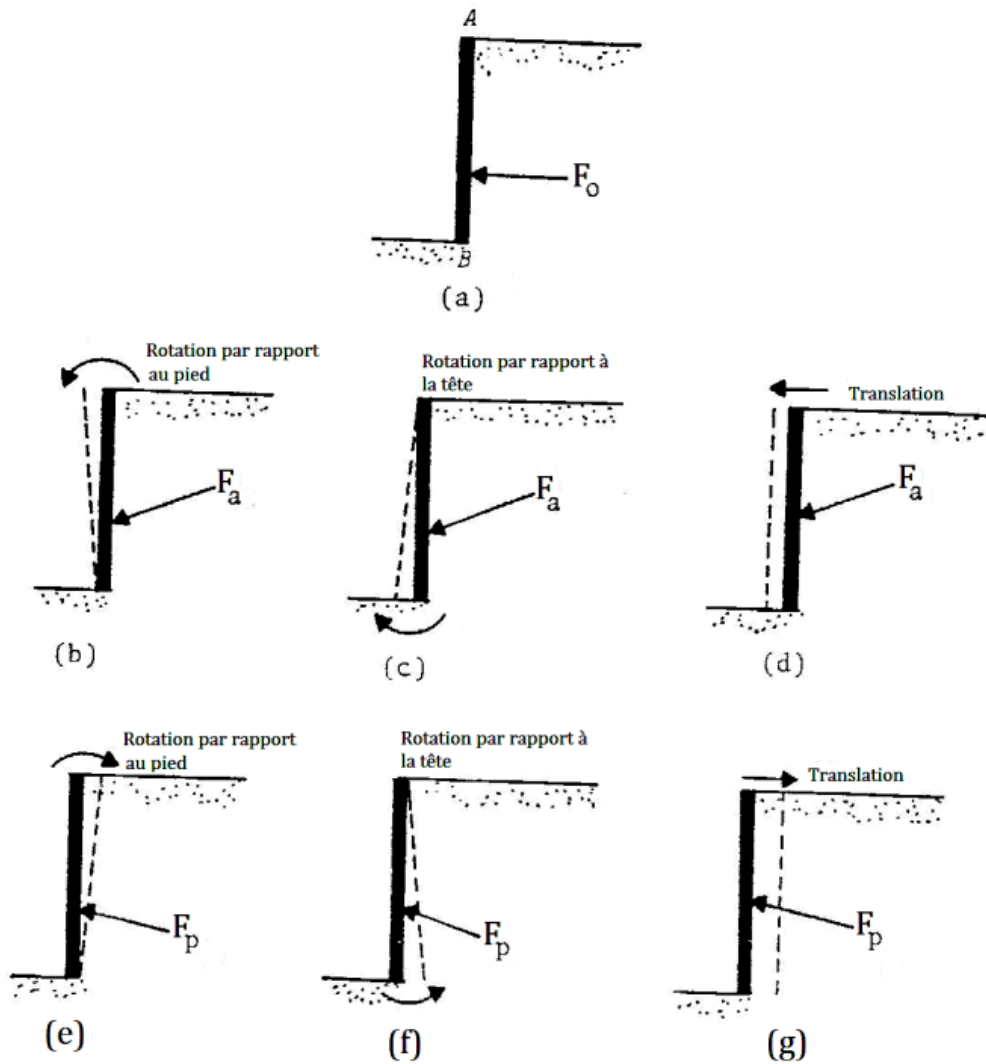 A
F₀
B
(a)
Rotation par rapport
au pied
Fₐ
(b)
Rotation par rapport à
la tête
Fₐ
(c)
Translation
Fₐ
(d)
Rotation par rapport
au pied
Fₚ
(e)
Rotation par rapport à
la tête
Fₚ
(f)
Translation
Fₚ
(g)